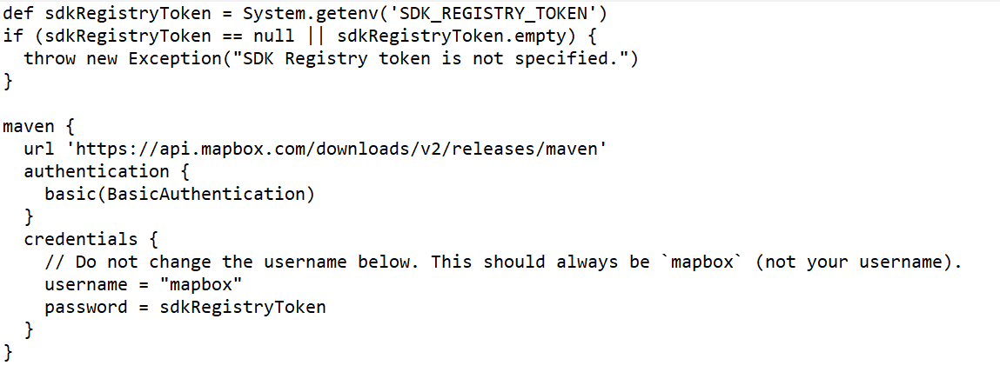 def sdkRegistryToken = System.getenv('SDK_REGISTRY_TOKEN')
if (sdkRegistryToken == null || sdkRegistryToken.empty) {
  throw new Exception("SDK Registry token is not specified.")
}

maven {
  url 'https://api.mapbox.com/downloads/v2/releases/maven'
  authentication {
    basic(BasicAuthentication)
  }
  credentials {
    // Do not change the username below. This should always be `mapbox` (not your username).
    username = "mapbox"
    password = sdkRegistryToken
  }
}